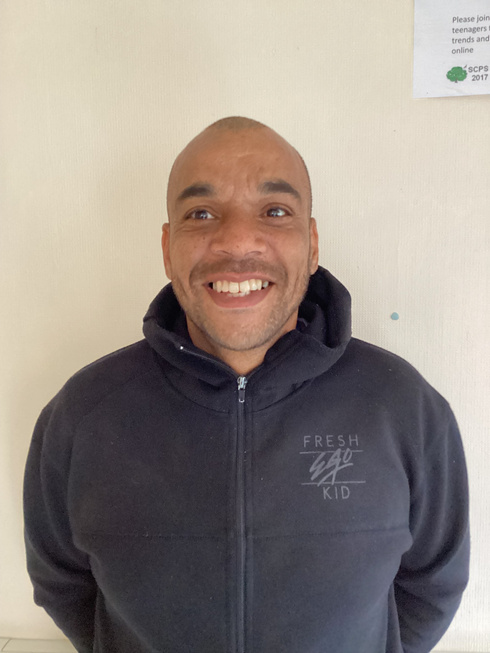 Please join
teenagers
trends and
online
SCPS
2017
FRESH
EGO
KID